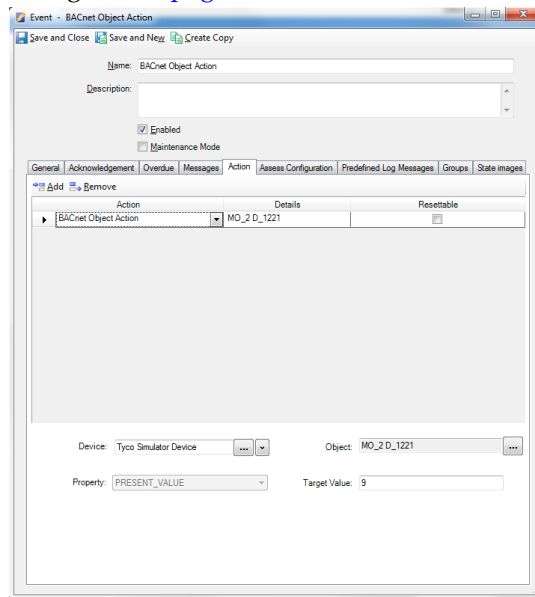 Event - BACnet Object Action
Save and Close Save and New Create Copy
Name: BACnet Object Action
Description:
Enabled
Maintenance Mode
General Acknowledgement Overdue Messages Action Assess Configuration Predefined Log Messages Groups State images
Add Remove
Action Details Resettable
BACnet Object Action MO_2 D_1221
Device: Tyco Simulator Device ... Object: MO_2 D_1221 ...
Property: PRESENT_VALUE Target Value: 9